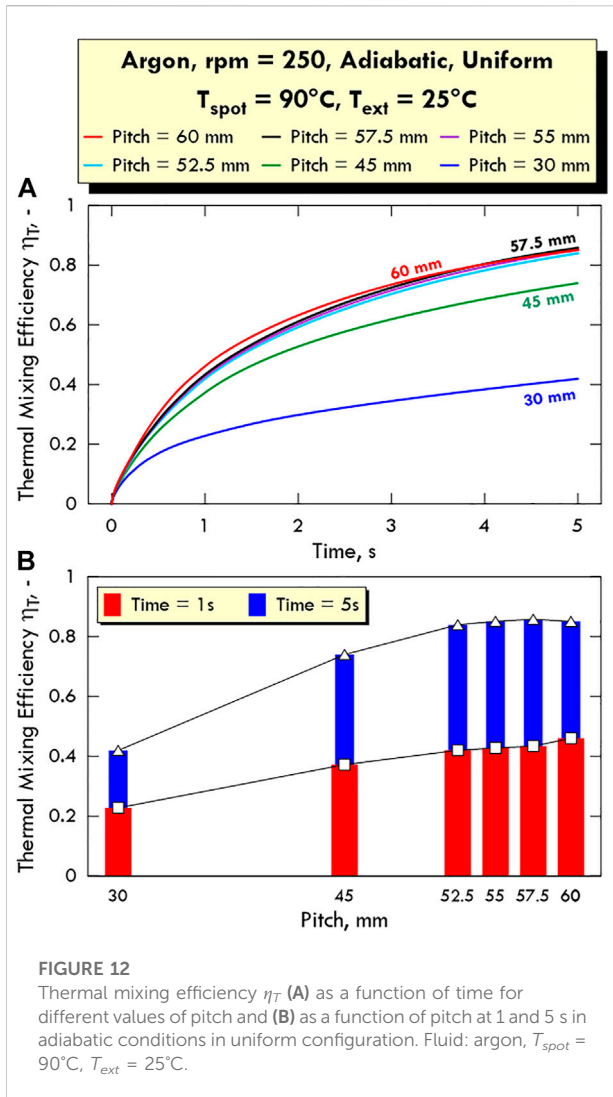 Argon, rpm = 250, Adiabatic, Uniform
T_spot = 90°C, T_ext = 25°C
Pitch = 60 mm Pitch = 57.5 mm Pitch = 55 mm
Pitch = 52.5 mm Pitch = 45 mm Pitch = 30 mm
A
Thermal Mixing Efficiency η_T, -
1
0.8
0.6
0.4
0.2
0
60 mm
57.5 mm
45 mm
30 mm
0 1 2 3 4 5
Time, s
B
Thermal Mixing Efficiency η_T, -
1
0.8
0.6
0.4
0.2
0
Time = 1s Time = 5s
30 45 52.5 55 57.5 60
Pitch, mm
FIGURE 12
Thermal mixing efficiency η_T (A) as a function of time for
different values of pitch and (B) as a function of pitch at 1 and 5 s in
adiabatic conditions in uniform configuration. Fluid: argon, T_spot =
90°C, T_ext = 25°C.